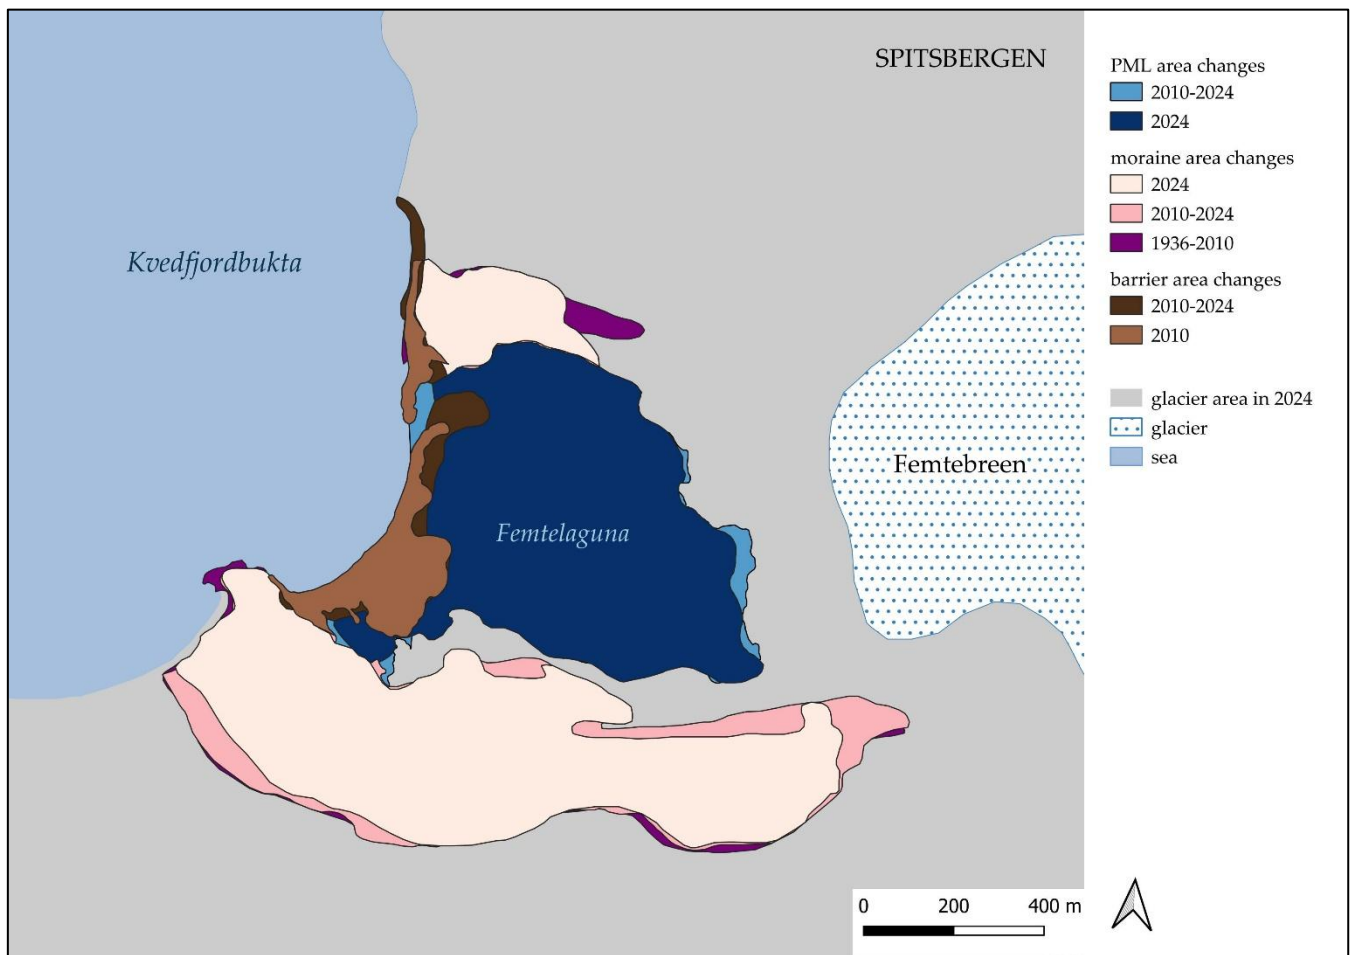 SPITSBERGEN
Kvedfjordbukta
Femtebreen
Femtelaguna
PML area changes
2010-2024
2024
moraine area changes
2024
2010-2024
1936-2010
barrier area changes
2010-2024
2010
glacier area in 2024
glacier
sea
0 200 400 m